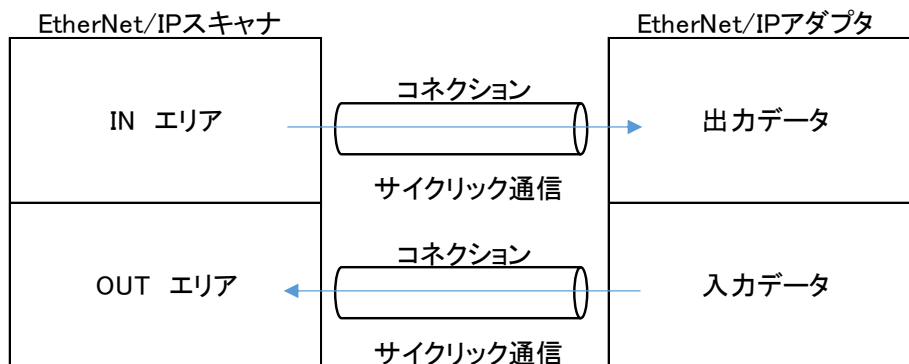 EtherNet/IPスキャナ
EtherNet/IPアダプタ
コネクション
IN エリア
出力データ
サイクリック通信
コネクション
OUT エリア
入力データ
サイクリック通信